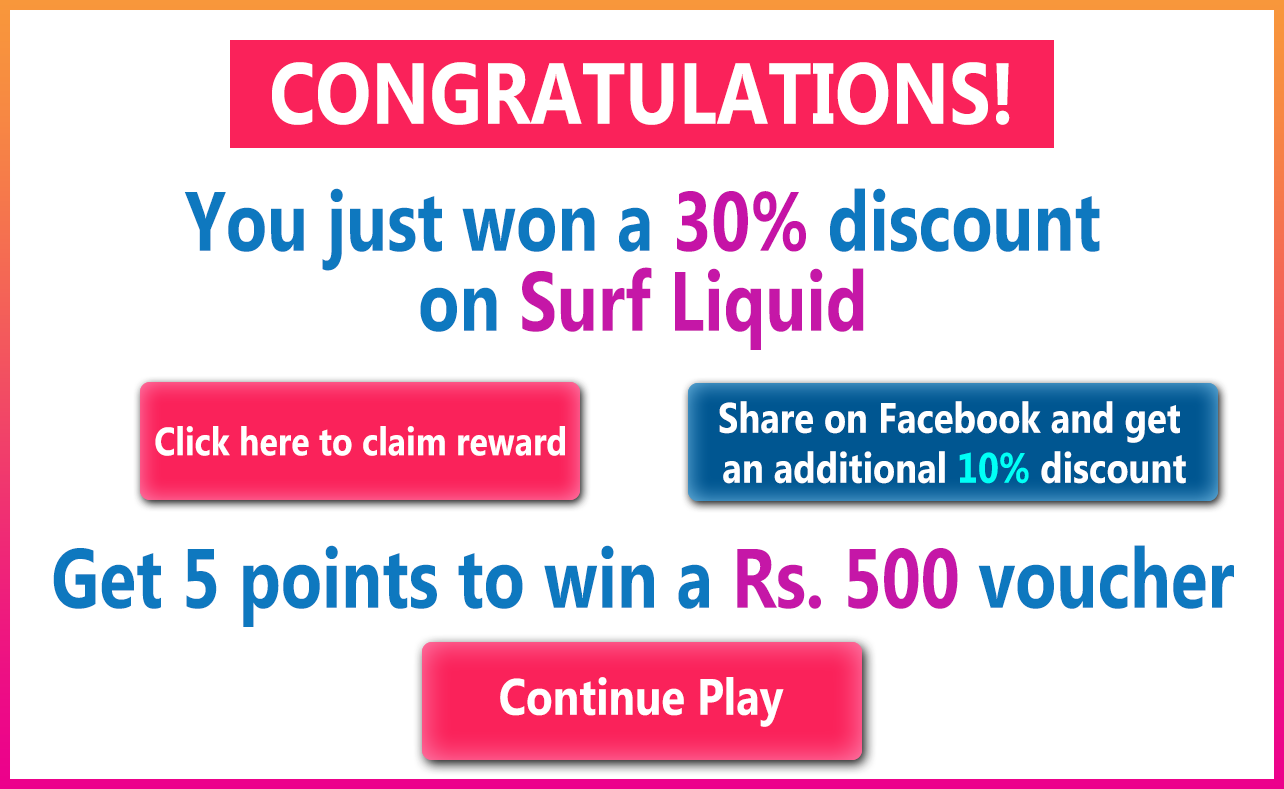 CONGRATULATIONS!
You just won a 30% discount
on Surf Liquid
Click here to claim reward
Share on Facebook and get
an additional 10% discount
Get 5 points to win a Rs. 500 voucher
Continue Play